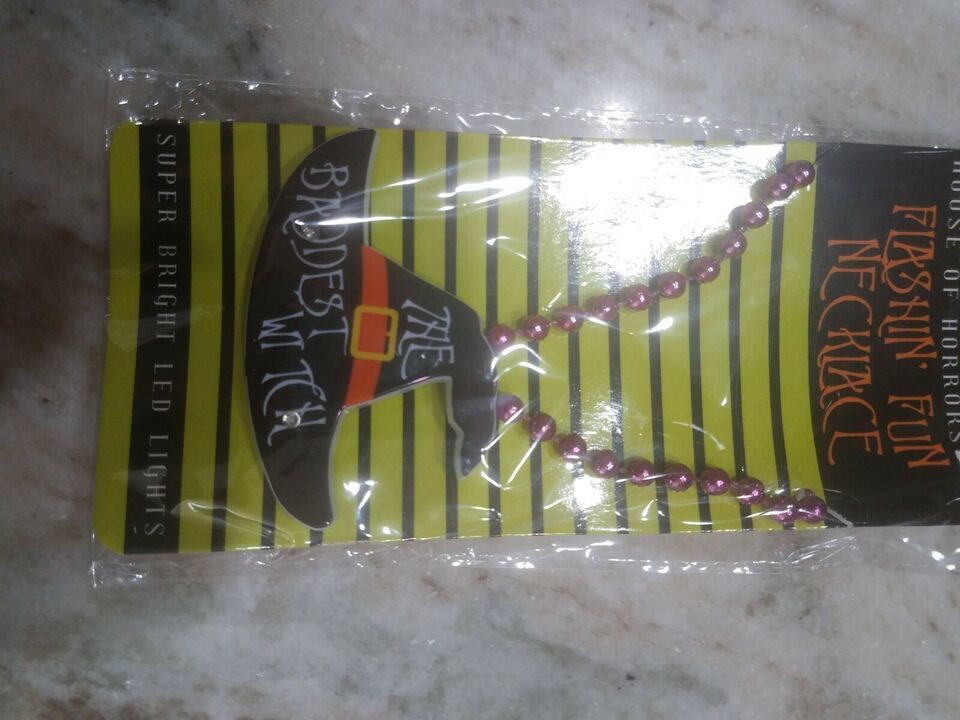 HOUSE OF HORRORS
FLASHIN' FUN
NECKLACE
THE
BADDEST
WITCH
SUPER BRIGHT LED LIGHTS